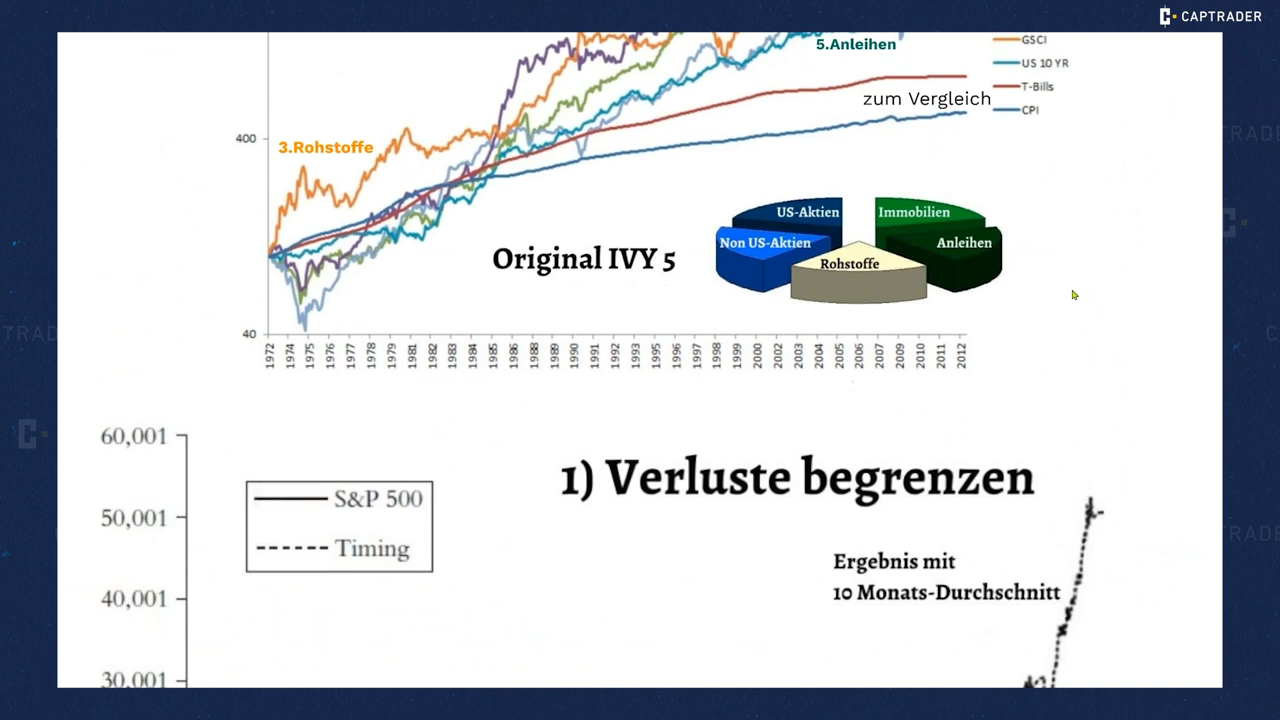 CAPTRADER
5.Anleihen
GSCI
US 10 YR
T-Bills
zum Vergleich
CPI
400
3.Rohstoffe
US-Aktien
Immobilien
Non US-Aktien
Anleihen
Original IVY 5
Rohstoffe
40
1972 1974 1975 1976 1977 1978 1979 1981 1982 1983 1984 1985 1986 1988 1989 1990 1991 1992 1993 1995 1996 1997 1998 1999 2000 2002 2003 2004 2005 2006 2007 2009 2010 2011 2012
60,001
1) Verluste begrenzen
S&P 500
50,001
Timing
Ergebnis mit
10 Monats-Durchschnitt
40,001
30,001